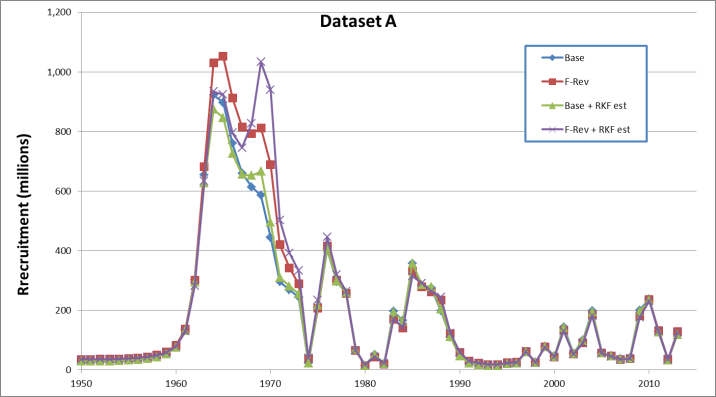 Dataset A
1,200
1,000
800
600
400
200
0
Rrecruitment (millions)
Base
F-Rev
Base + RKF est
F-Rev + RKF est
1950 1960 1970 1980 1990 2000 2010